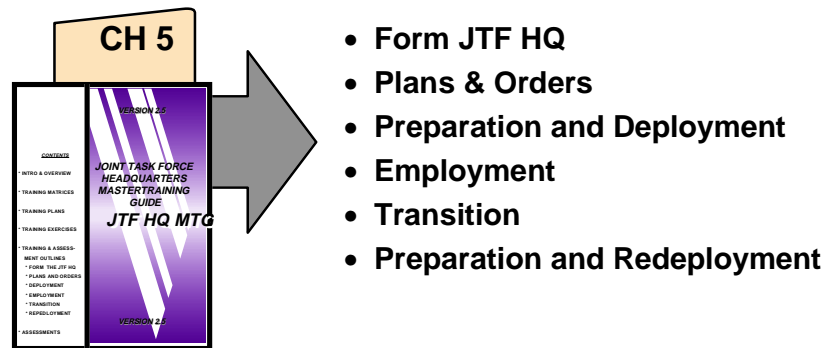 CH 5
VERSION 2.5
CONTENTS
· INTRO & OVERVIEW
· TRAINING MATRICES
· TRAINING PLANS
· TRAINING EXERCISES
· TRAINING & ASSESS-
MENT OUTLINES
· FORM THE JTF HQ
· PLANS AND ORDERS
· DEPLOYMENT
· EMPLOYMENT
· TRANSITION
· REPEDLOYMENT
· ASSESSMENTS
JOINT TASK FORCE
HEADQUARTERS
MASTERTRAINING
GUIDE
JTF HQ MTG
VERSION 2.5
• Form JTF HQ
• Plans & Orders
• Preparation and Deployment
• Employment
• Transition
• Preparation and Redeployment